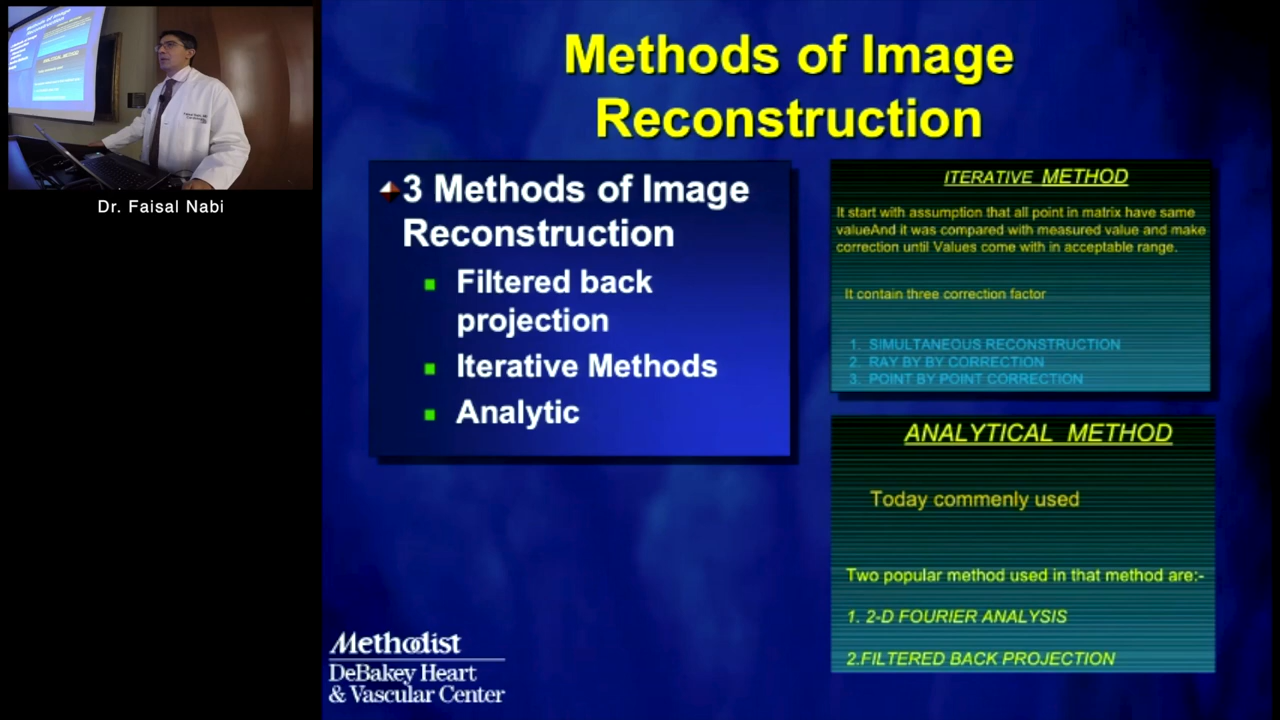 Dr. Faisal Nabi
Methods of Image
Reconstruction
3 Methods of Image
Reconstruction
Filtered back
projection
Iterative Methods
Analytic
ITERATIVE METHOD
It start with assumption that all point in matrix have same
valueAnd it was compared with measured value and make
correction until Values come with in acceptable range.
It contain three correction factor
1. SIMULTANEOUS RECONSTRUCTION
2. RAY BY BY CORRECTION
3. POINT BY POINT CORRECTION
ANALYTICAL METHOD
Today commenly used
Two popular method used in that method are:-
1. 2-D FOURIER ANALYSIS
2.FILTERED BACK PROJECTION
Methodist
DeBakey Heart
& Vascular Center